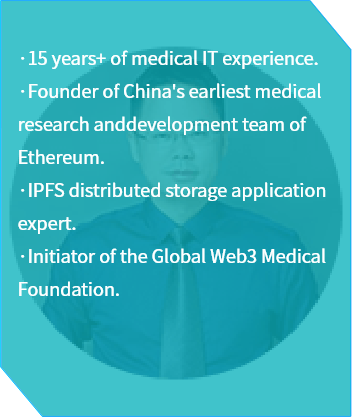 ·15 years+ of medical IT experience.
·Founder of China's earliest medical
research anddevelopment team of
Ethereum.
·IPFS distributed storage application
expert.
·Initiator of the Global Web3 Medical
Foundation.